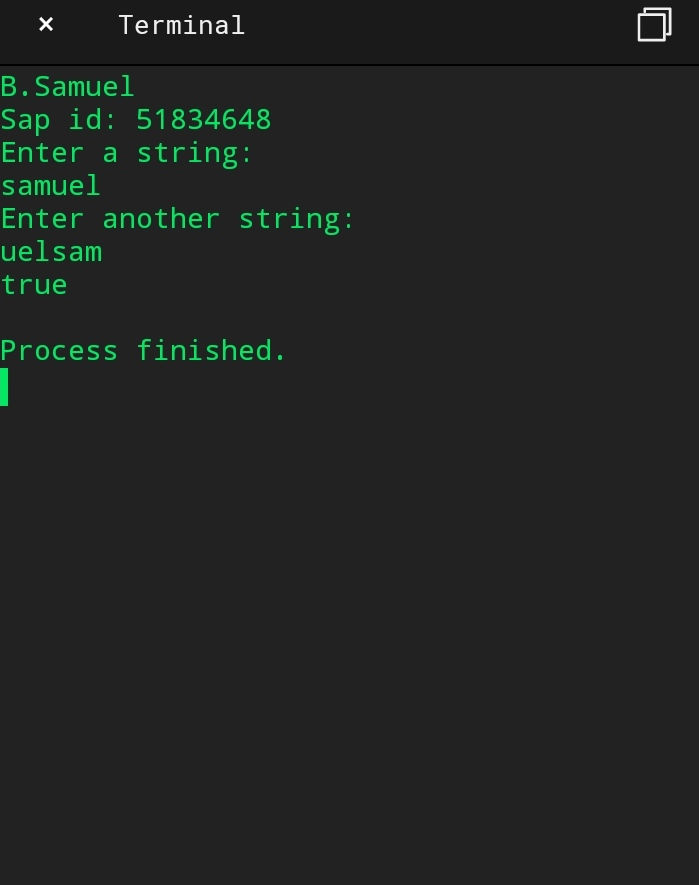 Terminal
B.Samuel
Sap id: 51834648
Enter a string:
samuel
Enter another string:
uelsam
true
Process finished.